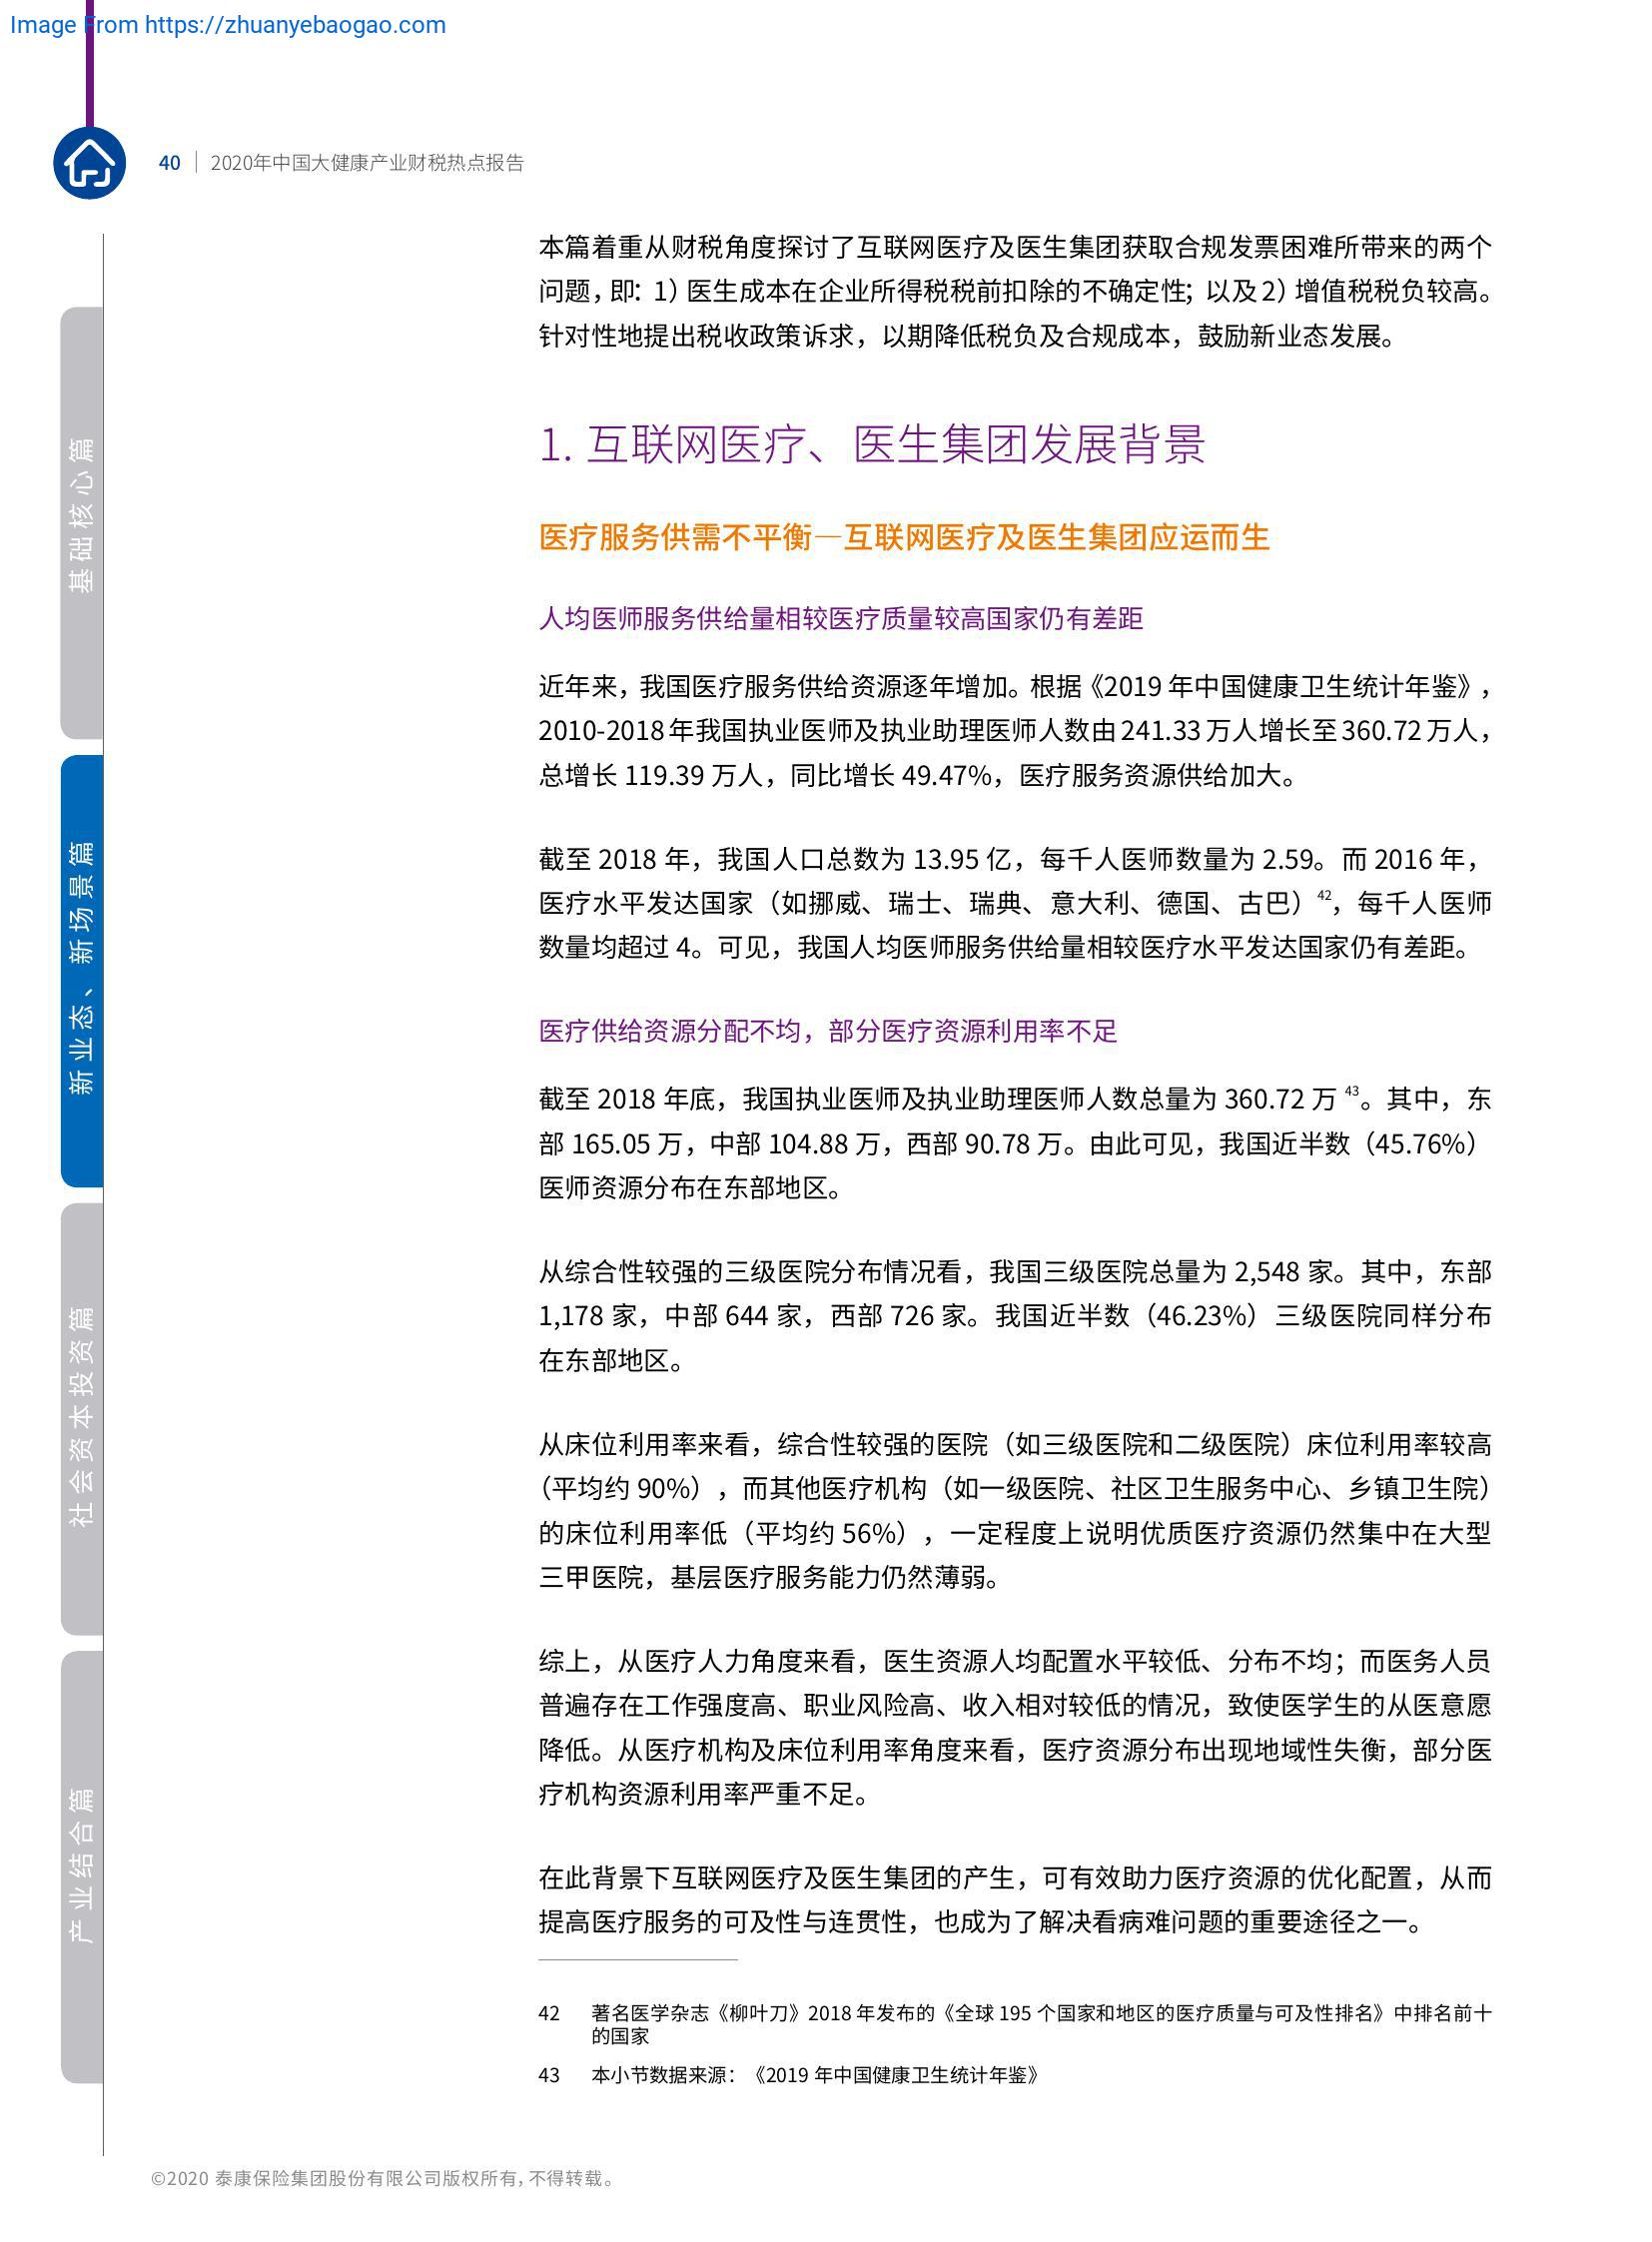 Image From https://zhuanyebaogao.com
40 | 2020年中国大健康产业财税热点报告
本篇着重从财税角度探讨了互联网医疗及医生集团获取合规发票困难所带来的两个
问题，即：1）医生成本在企业所得税税前扣除的不确定性；以及2）增值税税负较高。
针对性地提出税收政策诉求，以期降低税负及合规成本，鼓励新业态发展。
1. 互联网医疗、医生集团发展背景
医疗服务供需不平衡—互联网医疗及医生集团应运而生
人均医师服务供给量相较医疗质量较高国家仍有差距
近年来，我国医疗服务供给资源逐年增加。根据《2019 年中国健康卫生统计年鉴》，
2010-2018 年我国执业医师及执业助理医师人数由 241.33 万人增长至 360.72 万人，
总增长 119.39 万人，同比增长 49.47%，医疗服务资源供给加大。
截至 2018 年，我国人口总数为 13.95 亿，每千人医师数量为 2.59。而 2016 年，
医疗水平发达国家（如挪威、瑞士、瑞典、意大利、德国、古巴）42，每千人医师
数量均超过 4。可见，我国人均医师服务供给量相较医疗水平发达国家仍有差距。
医疗供给资源分配不均，部分医疗资源利用率不足
截至 2018 年底，我国执业医师及执业助理医师人数总量为 360.72 万 43。其中，东
部 165.05 万，中部 104.88 万，西部 90.78 万。由此可见，我国近半数（45.76%）
医师资源分布在东部地区。
从综合性较强的三级医院分布情况看，我国三级医院总量为 2,548 家。其中，东部
1,178 家，中部 644 家，西部 726 家。我国近半数（46.23%）三级医院同样分布
在东部地区。
从床位利用率来看，综合性较强的医院（如三级医院和二级医院）床位利用率较高
（平均约 90%），而其他医疗机构（如一级医院、社区卫生服务中心、乡镇卫生院）
的床位利用率低（平均约 56%），一定程度上说明优质医疗资源仍然集中在大型
三甲医院，基层医疗服务能力仍然薄弱。
综上，从医疗人力角度来看，医生资源人均配置水平较低、分布不均；而医务人员
普遍存在工作强度高、职业风险高、收入相对较低的情况，致使医学生的从医意愿
降低。从医疗机构及床位利用率角度来看，医疗资源分布出现地域性失衡，部分医
疗机构资源利用率严重不足。
在此背景下互联网医疗及医生集团的产生，可有效助力医疗资源的优化配置，从而
提高医疗服务的可及性与连贯性，也成为了解决看病难问题的重要途径之一。
42 著名医学杂志《柳叶刀》2018 年发布的《全球 195 个国家和地区的医疗质量与可及性排名》中排名前十
的国家
43 本小节数据来源：《2019 年中国健康卫生统计年鉴》
基础核心篇
新业态、新场景篇
社会资本投资篇
产业结合篇
©2020 泰康保险集团股份有限公司版权所有，不得转载。